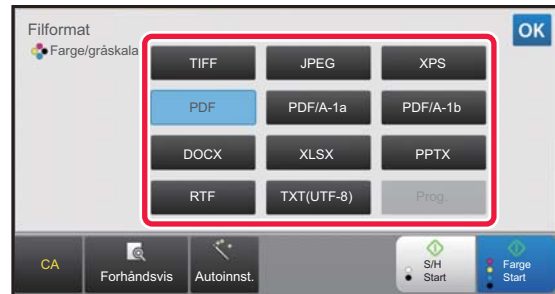 Filformat
OK
Farge/gråskala
TIFF
JPEG
XPS
PDF
PDF/A-1a
PDF/A-1b
DOCX
XLSX
PPTX
RTF
TXT(UTF-8)
Prog.
CA
Forhåndsvis
Autoinnst.
S/H
Start
Farge
Start